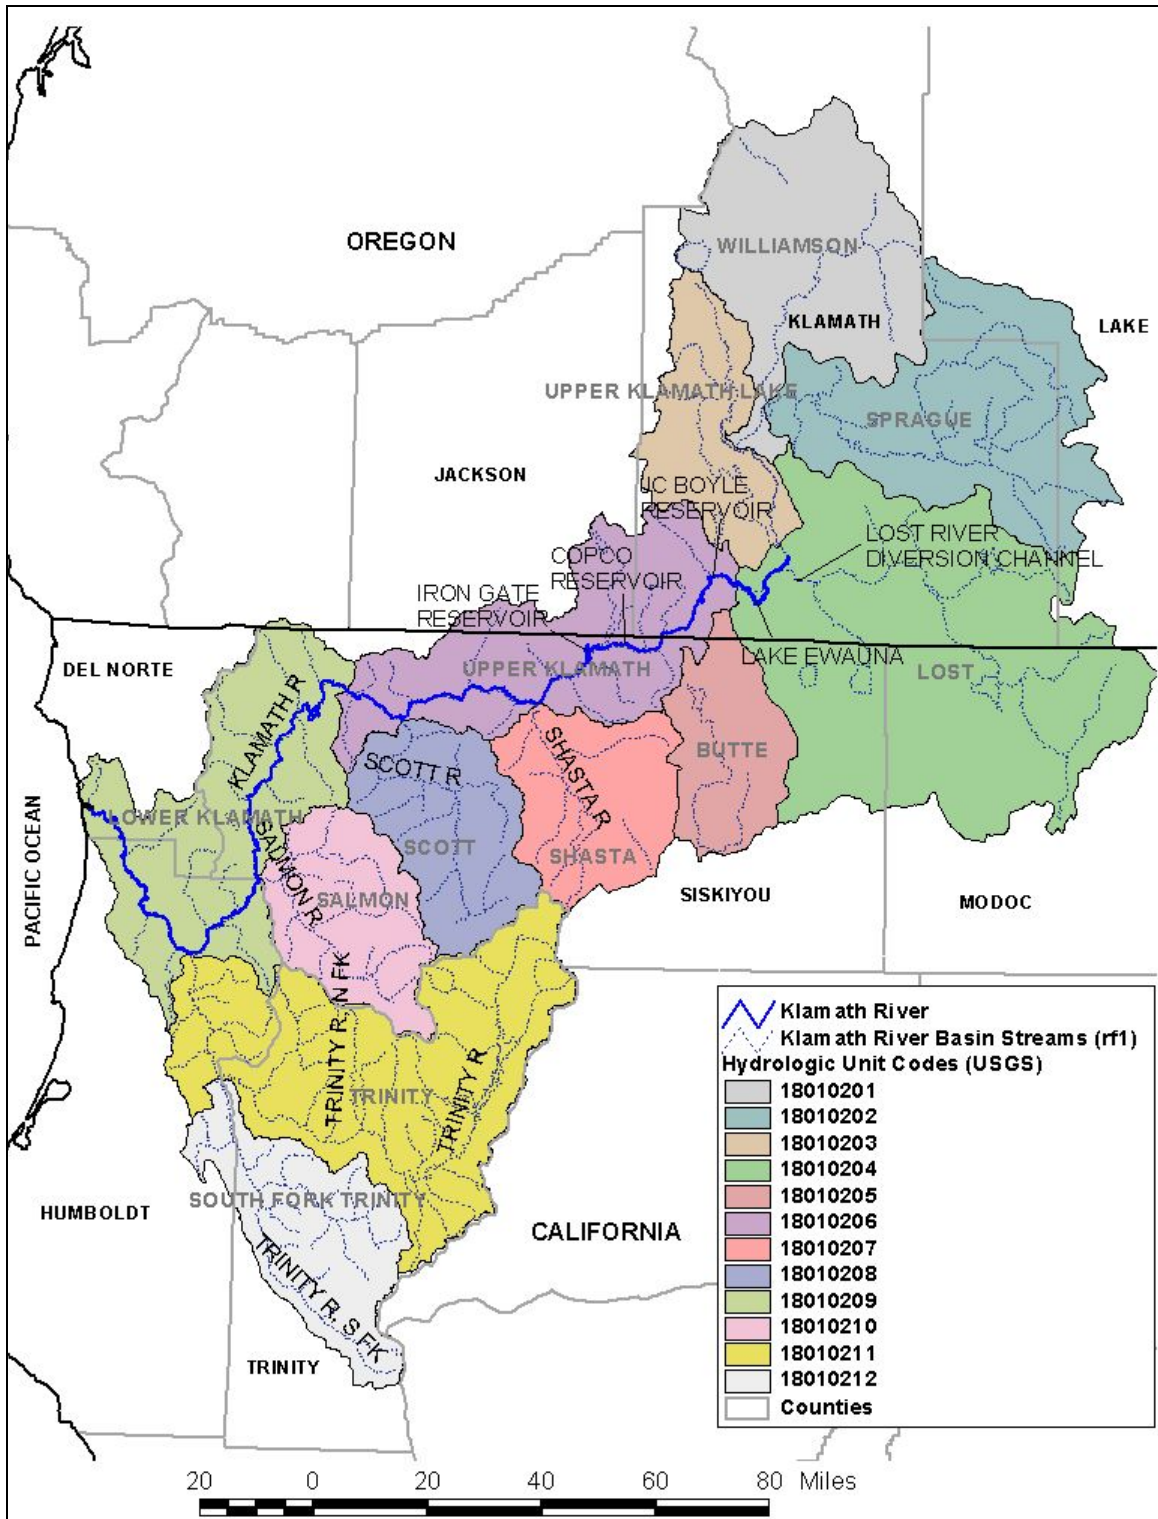 OREGON
WILLIAMSON
KLAMATH
LAKE
UPPER KLAMATH LAKE
SPRAGUE
JACKSON
JC BOYLE
RESERVOIR
LOST RIVER
DIVERSION CHANNEL
COPCO
RESERVOIR
IRON GATE
RESERVOIR
DEL NORTE
UPPER KLAMATH
LAKE EWAUNA
LOST
KLAMATH R
SCOTT R
SHASTA R
BUTTE
LOWER KLAMATH
SALMON R
SCOTT
SHASTA
SALMON
SISKIYOU
MODOC
PACIFIC OCEAN
TRINITY R, N FK
TRINITY R
TRINITY
SOUTH FORK TRINITY
HUMBOLDT
CALIFORNIA
TRINITY R, S FK
TRINITY
Klamath River
Klamath River Basin Streams (rf1)
Hydrologic Unit Codes (USGS)
18010201
18010202
18010203
18010204
18010205
18010206
18010207
18010208
18010209
18010210
18010211
18010212
Counties
20 0 20 40 60 80 Miles